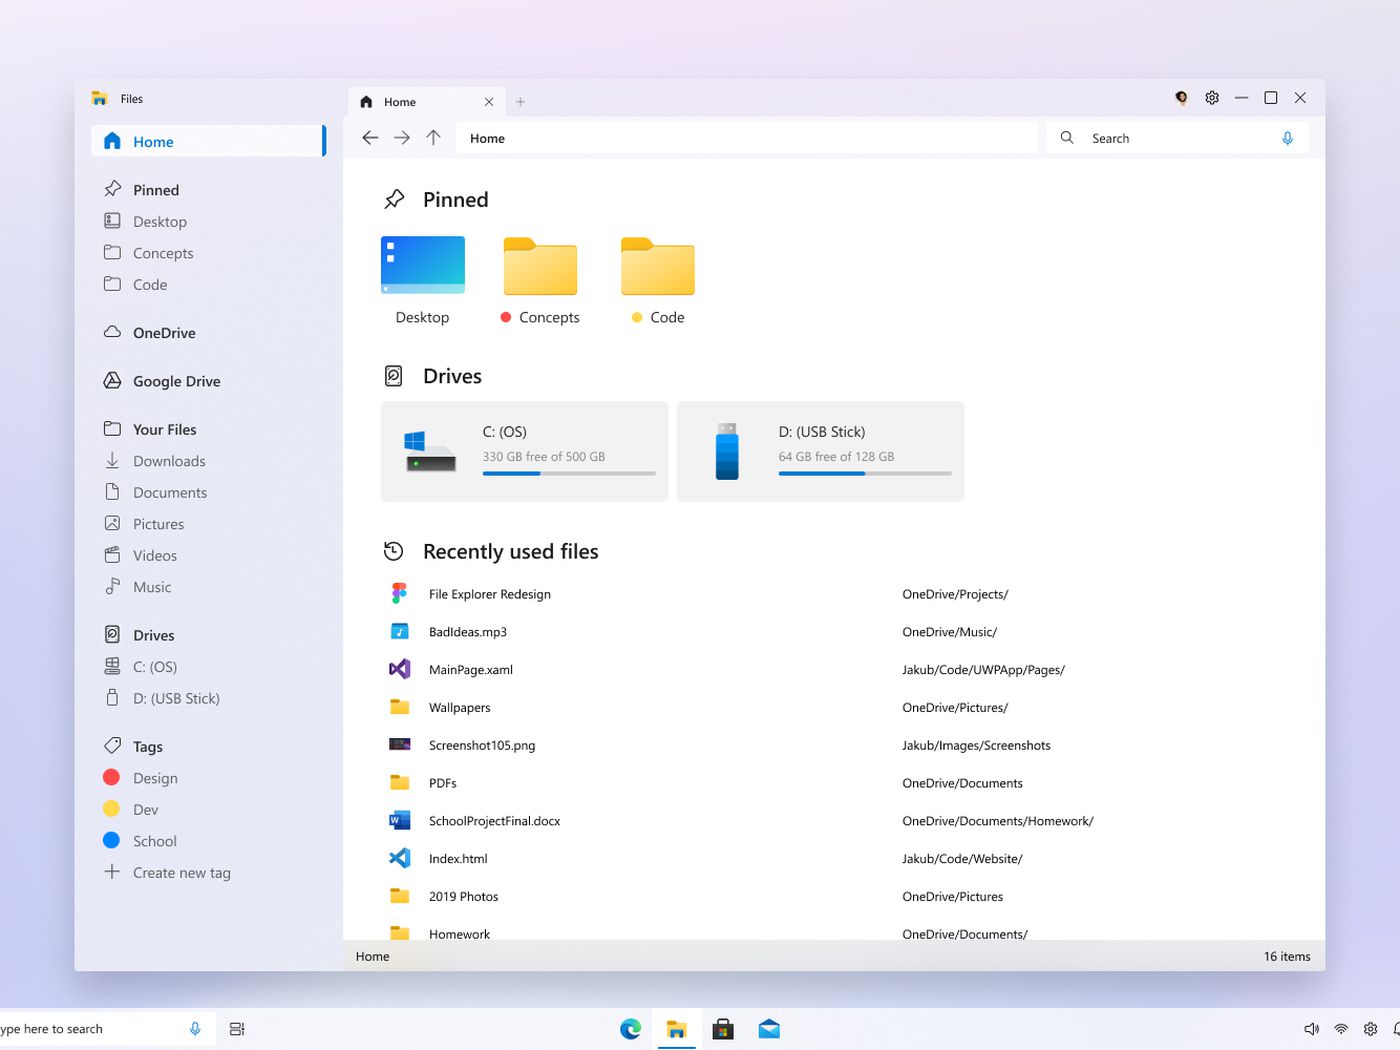 Files
Home
Pinned
Desktop
Concepts
Code
OneDrive
Google Drive
Your Files
Downloads
Documents
Pictures
Videos
Music
Drives
C: (OS)
D: (USB Stick)
Tags
Design
Dev
School
Create new tag
Home
Home
Search
Pinned
Desktop
Concepts
Code
Drives
C: (OS)
330 GB free of 500 GB
D: (USB Stick)
64 GB free of 128 GB
Recently used files
File Explorer Redesign OneDrive/Projects/
BadIdeas.mp3 OneDrive/Music/
MainPage.xaml Jakub/Code/UWPApp/Pages/
Wallpapers OneDrive/Pictures/
Screenshot105.png Jakub/Images/Screenshots
PDFs OneDrive/Documents
SchoolProjectFinal.docx OneDrive/Documents/Homework/
Index.html Jakub/Code/Website/
2019 Photos OneDrive/Pictures
Homework OneDrive/Documents/
Home 16 items
ype here to search